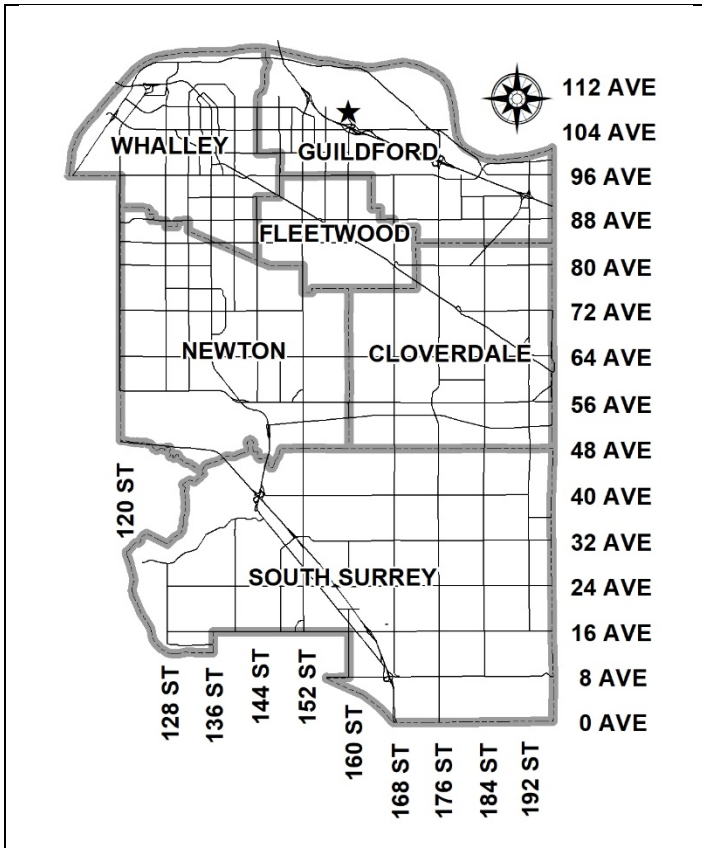 112 AVE
104 AVE
WHALLEY
GUILDFORD
96 AVE
88 AVE
FLEETWOOD
80 AVE
72 AVE
NEWTON
CLOVERDALE
64 AVE
56 AVE
48 AVE
120 ST
40 AVE
32 AVE
SOUTH SURREY
24 AVE
16 AVE
128 ST
136 ST
144 ST
152 ST
160 ST
8 AVE
0 AVE
168 ST
176 ST
184 ST
192 ST